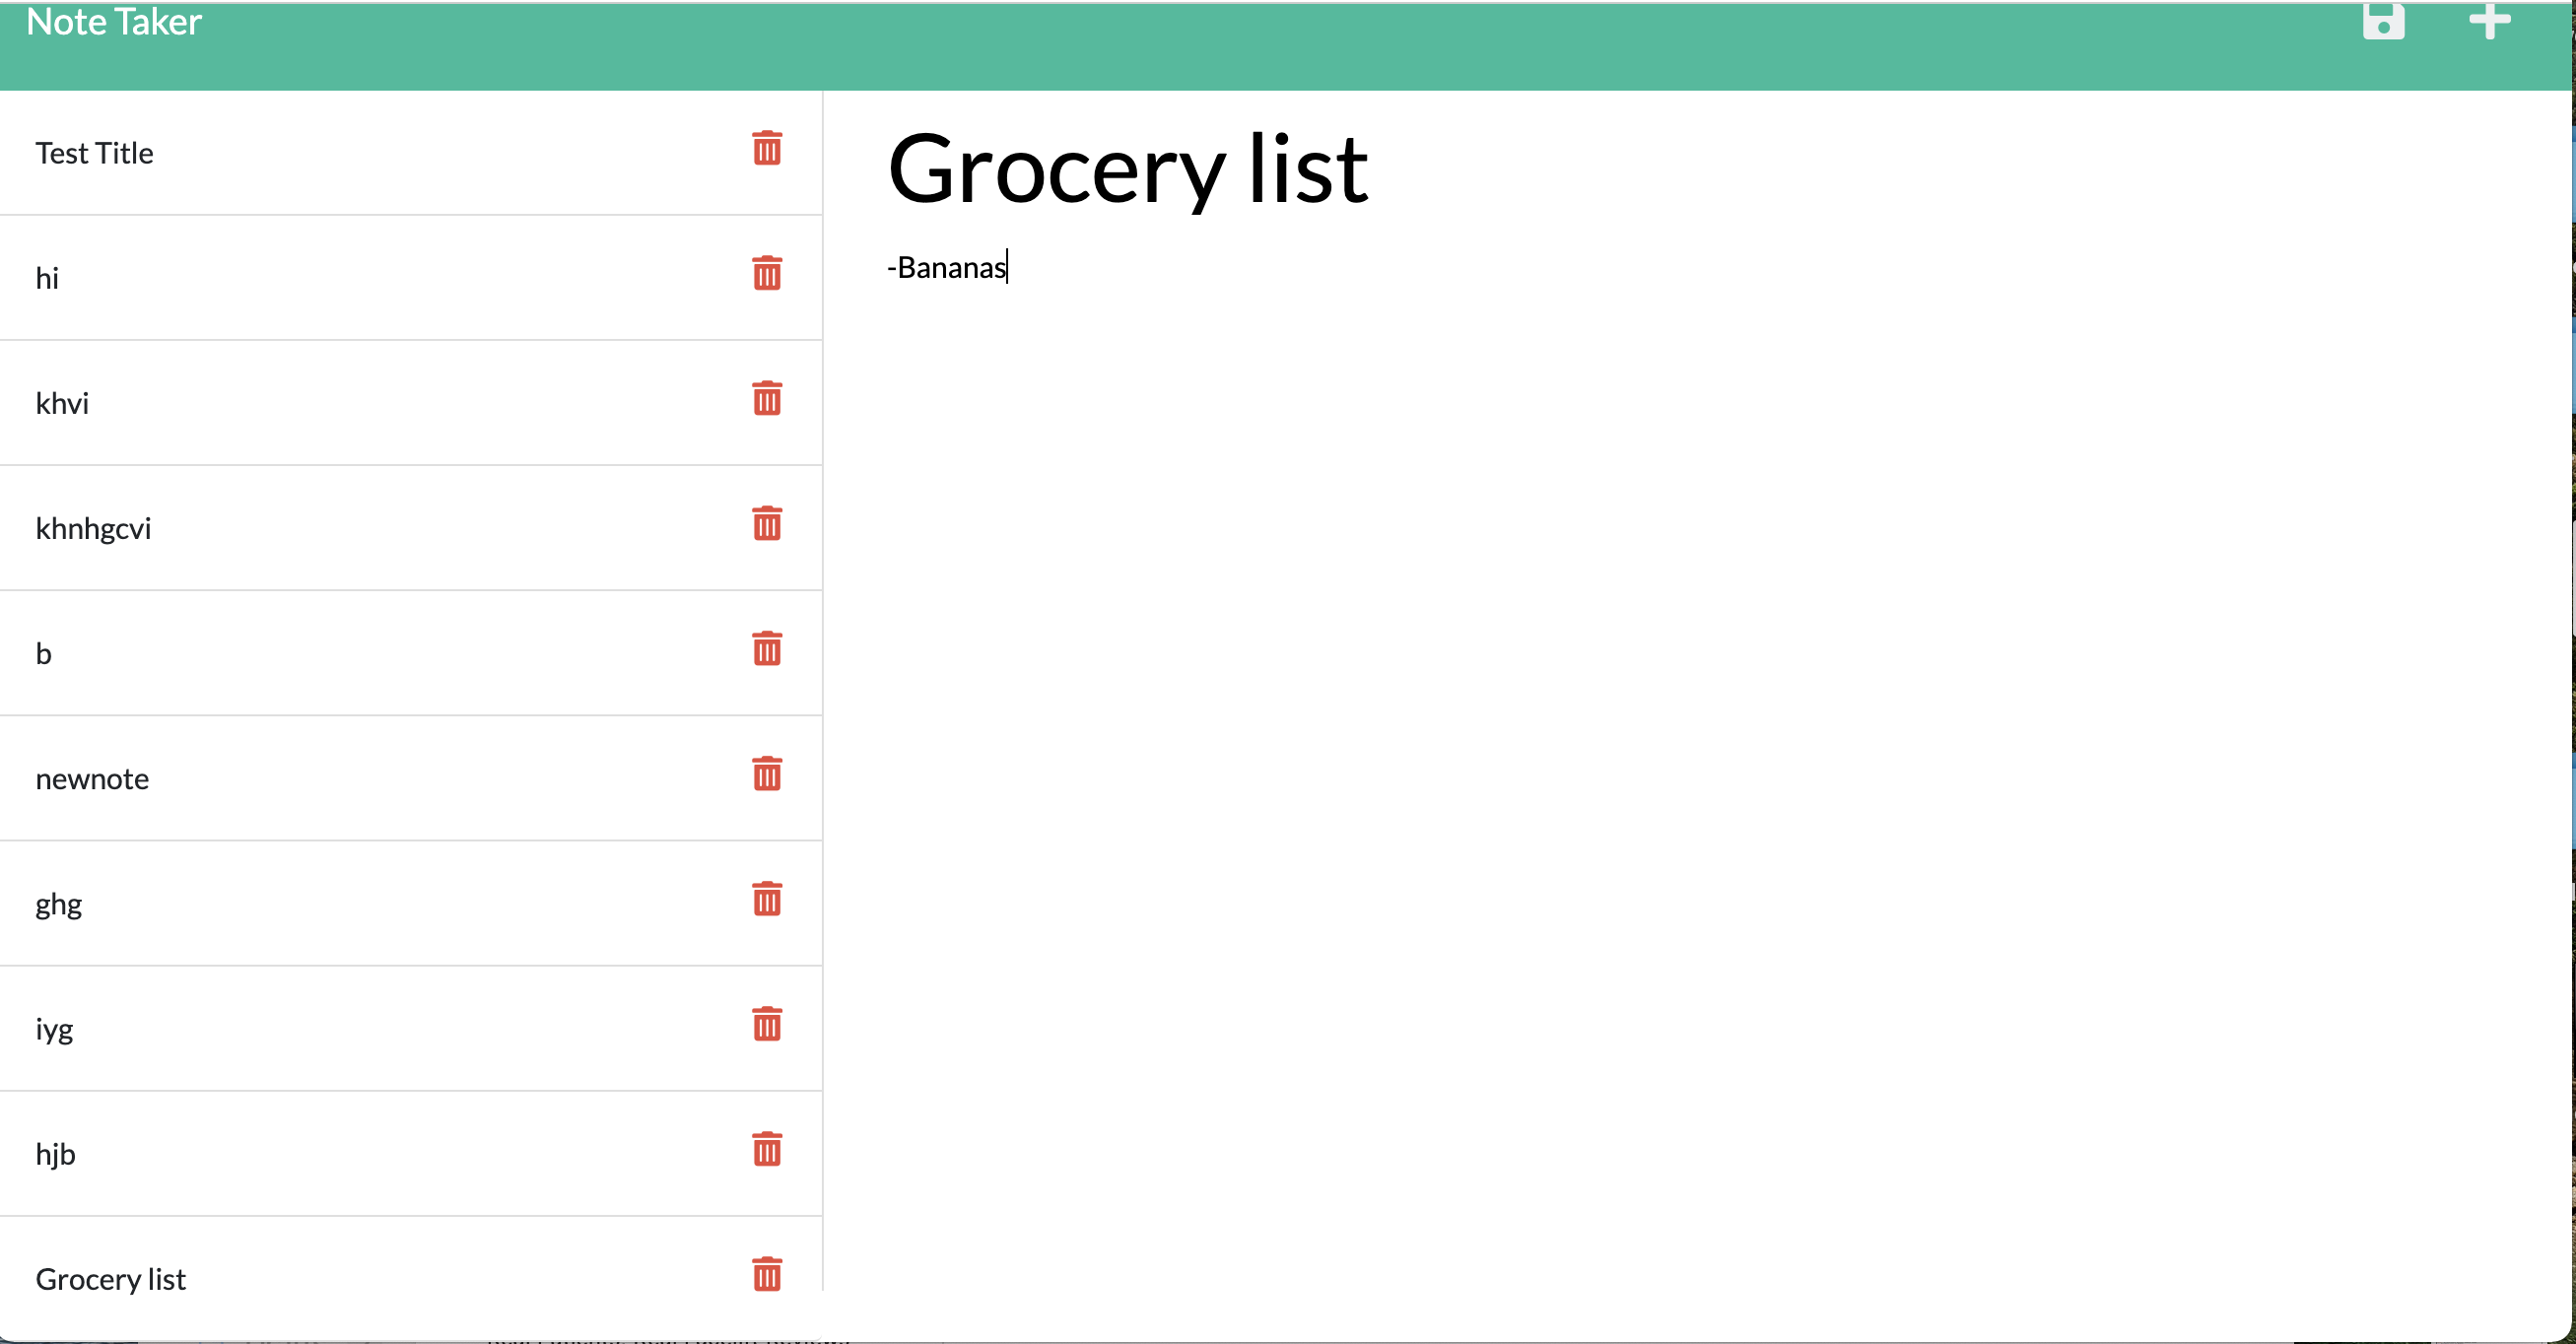 Note Taker
Test Title
hi
khvi
khnhgcvi
b
newnote
ghg
iyg
hjb
Grocery list
Grocery list
-Bananas